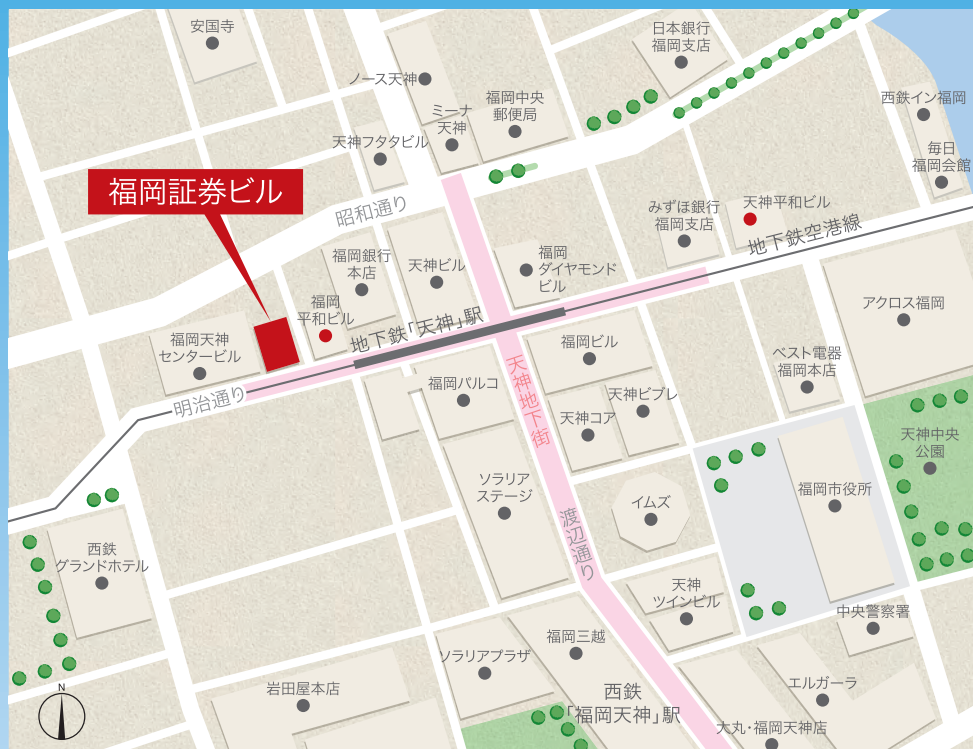 安国寺
日本銀行
福岡支店
ノース天神
福岡中央
郵便局
西鉄イン福岡
ミーナ
天神
天神フタタビル
毎日
福岡会館
福岡証券ビル
昭和通り
みずほ銀行
福岡支店
天神平和ビル
地下鉄空港線
福岡銀行
本店
天神ビル
福岡
ダイヤモンド
ビル
福岡
平和ビル
アクロス福岡
地下鉄「天神」駅
福岡天神
センタービル
福岡ビル
ベスト電器
福岡本店
明治通り
福岡パルコ
天神地下街
天神ビブレ
天神コア
天神中央
公園
ソラリア
ステージ
イムズ
福岡市役所
渡辺通り
西鉄
グランドホテル
天神
ツインビル
中央警察署
福岡三越
ソラリアプラザ
岩田屋本店
西鉄
「福岡天神」駅
エルガーラ
大丸・福岡天神店
N